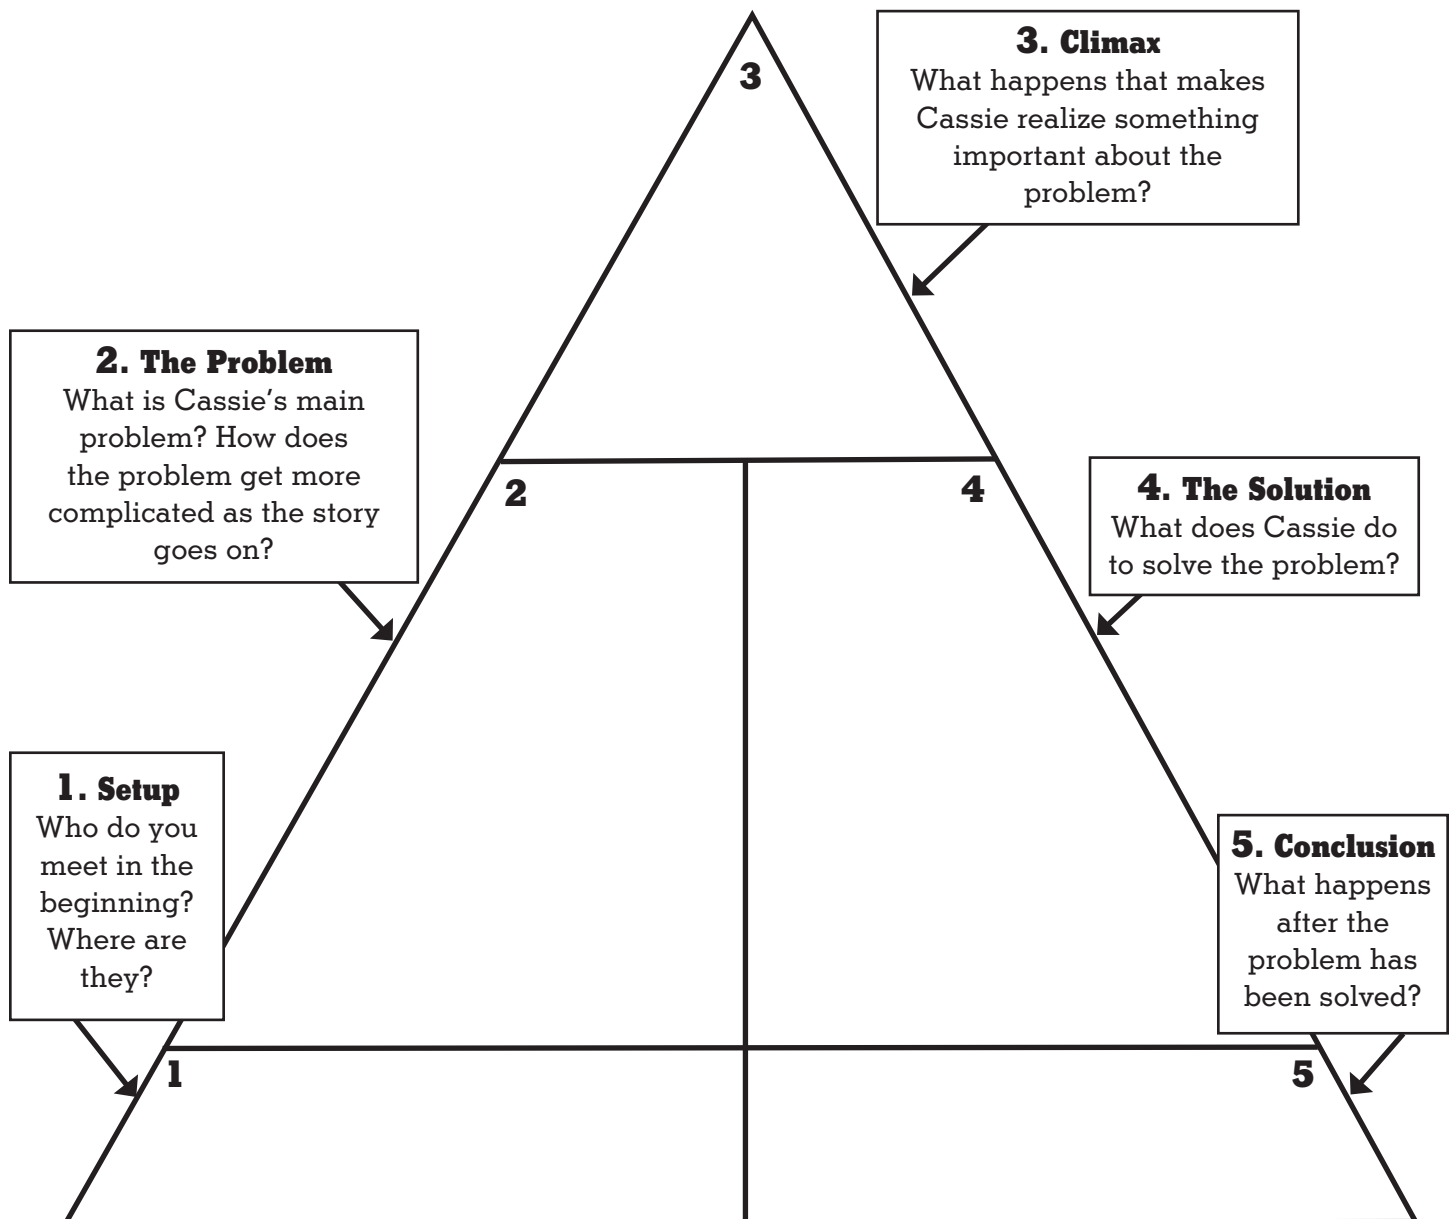 3. Climax
What happens that makes
Cassie realize something
important about the
problem?
3
2. The Problem
What is Cassie's main
problem? How does
the problem get more
complicated as the story
goes on?
2
4
4. The Solution
What does Cassie do
to solve the problem?
1. Setup
Who do you
meet in the
beginning?
Where are
they?
5. Conclusion
What happens
after the
problem has
been solved?
1
5